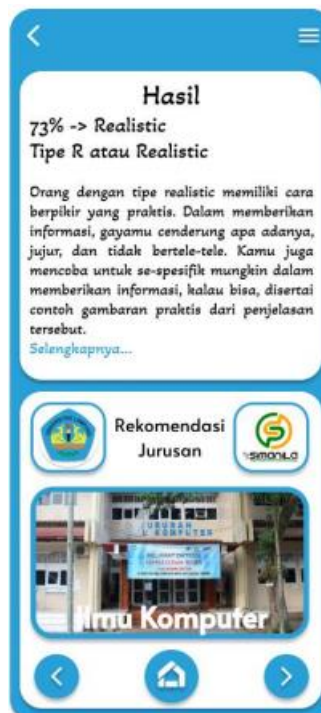 Hasil
73% -> Realistic
Tipe R atau Realistic
Orang dengan tipe realistic memiliki cara
berpikir yang praktis. Dalam memberikan
informasi, gayamu cenderung apa adanya,
jujur, dan tidak bertele-tele. Kamu juga
mencoba untuk se-spesifik mungkin dalam
memberikan informasi, kalau bisa, disertai
contoh gambaran praktis dari penjelasan
tersebut.
Selengkapnya...
Rekomendasi
Jurusan
JURUSAN
KOMPUTER
Ilmu Komputer